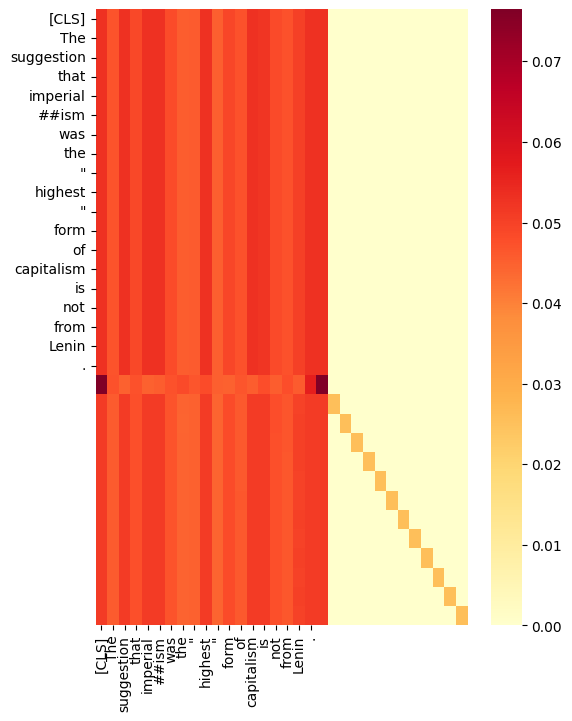 [CLS]
The
suggestion
that
imperial
##ism
was
the
"
highest
"
form
of
capitalism
is
not
from
Lenin
.
0.07
0.06
0.05
0.04
0.03
0.02
0.01
0.00
[CLS]
The
suggestion
that
imperial
##ism
was
the
"
highest
"
form
of
capitalism
is
not
from
Lenin
.